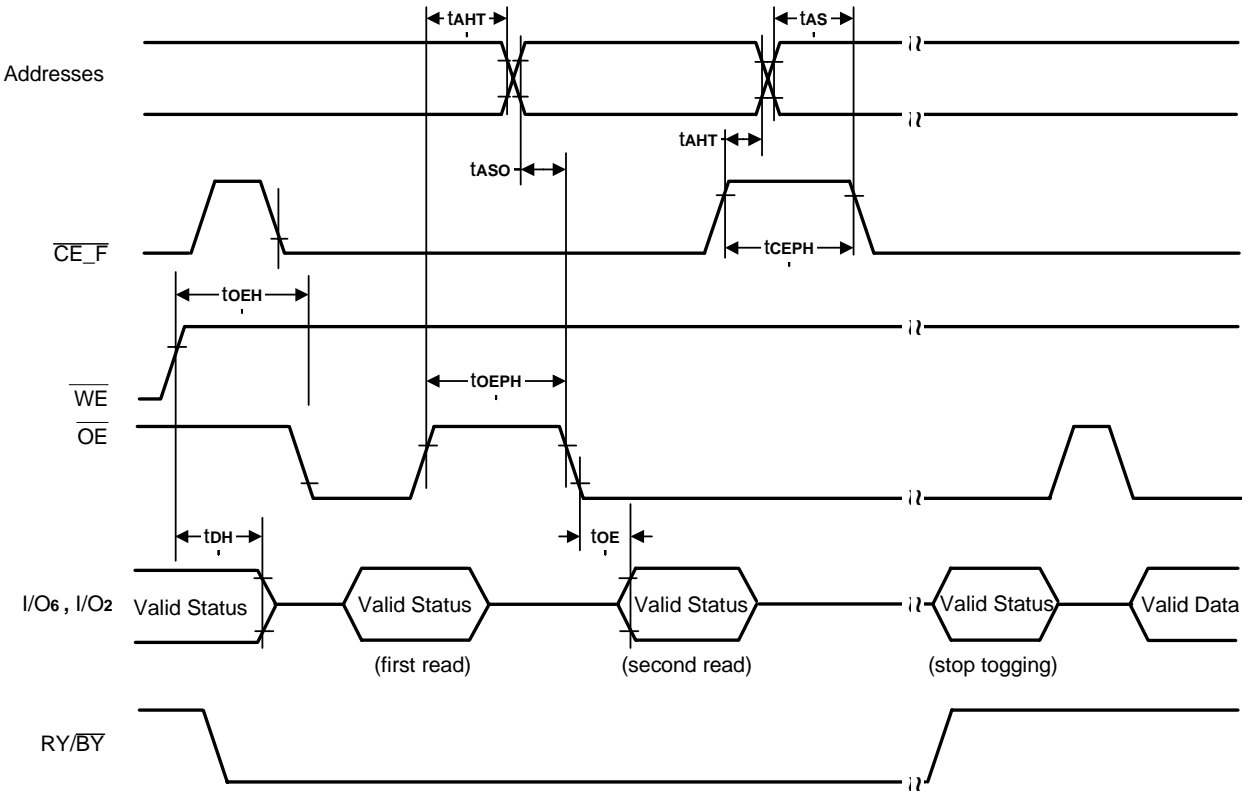 tAHT
tAS
Addresses
tAHT
tASO
CE_F
tCEPH
tOEH
WE
tOEPH
OE
tDH
tOE
I/O6 , I/O2
Valid Status
Valid Status
Valid Status
Valid Status
Valid Data
(first read)
(second read)
(stop togging)
RY/BY